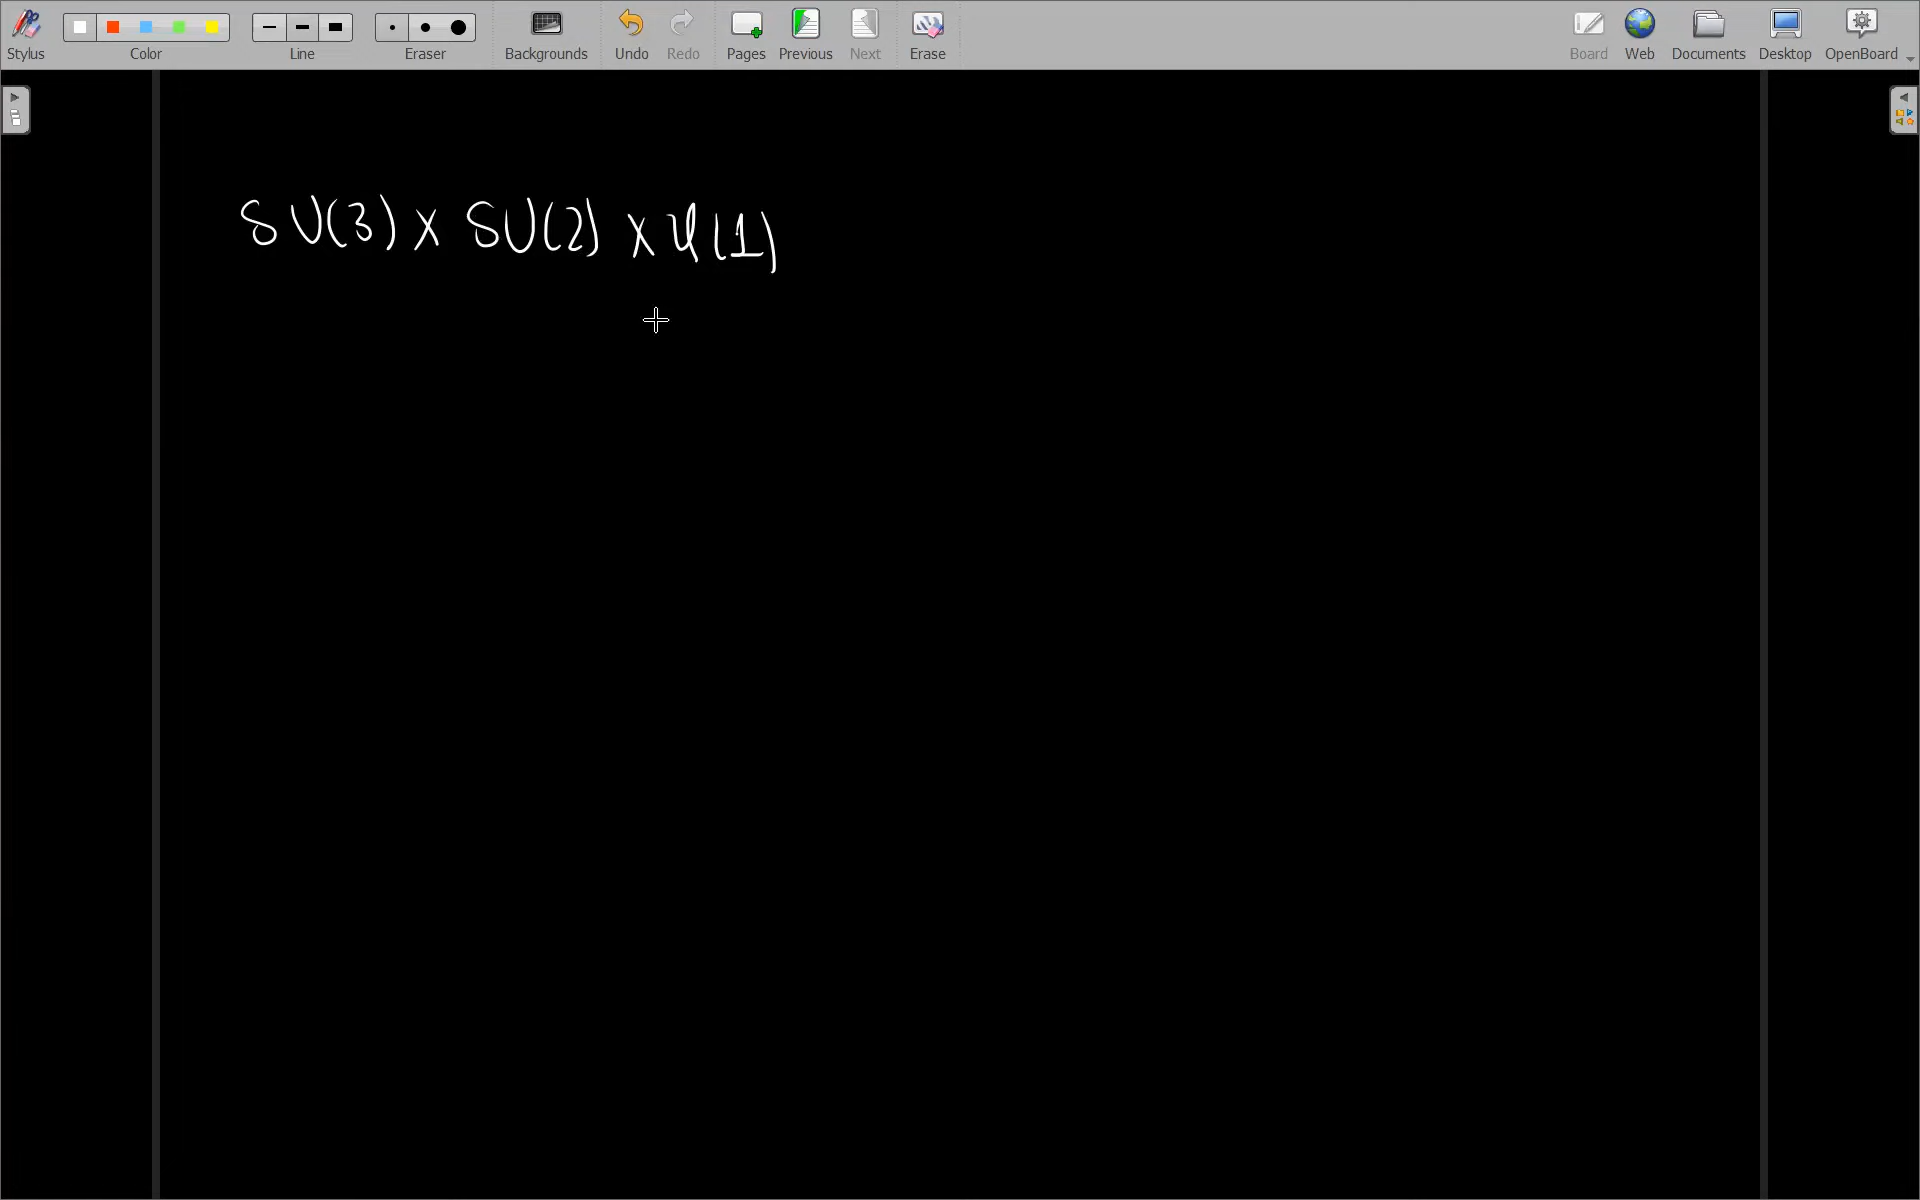 Stylus Color Line Eraser Backgrounds Undo Redo Pages Previous Next Erase Board Web Documents Desktop OpenBoard
SU(3) x SU(2) x U(1)